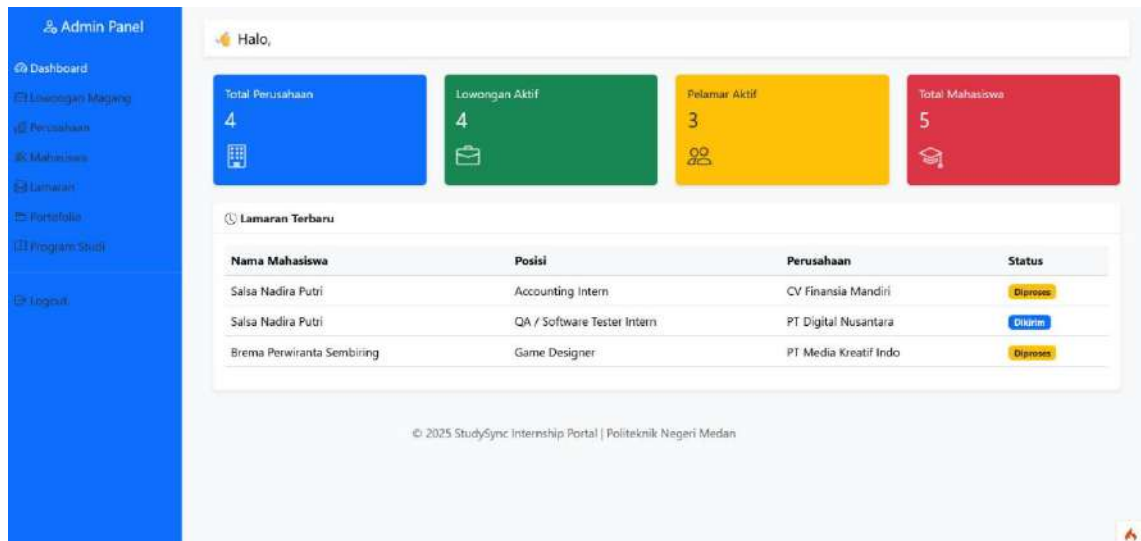 Admin Panel
Dashboard
Lowongan Magang
Perusahaan
Mahasiswa
Lamaran
Portofolio
Program Studi
Logout
Halo,
Total Perusahaan
4
Lowongan Aktif
4
Pelamar Aktif
3
Total Mahasiswa
5
Lamaran Terbaru
Nama Mahasiswa Posisi Perusahaan Status
Salsa Nadira Putri Accounting Intern CV Finansia Mandiri Diproses
Salsa Nadira Putri QA / Software Tester Intern PT Digital Nusantara Dikirim
Brema Perwiranta Sembiring Game Designer PT Media Kreatif Indo Diproses
© 2025 StudySync Internship Portal | Politeknik Negeri Medan